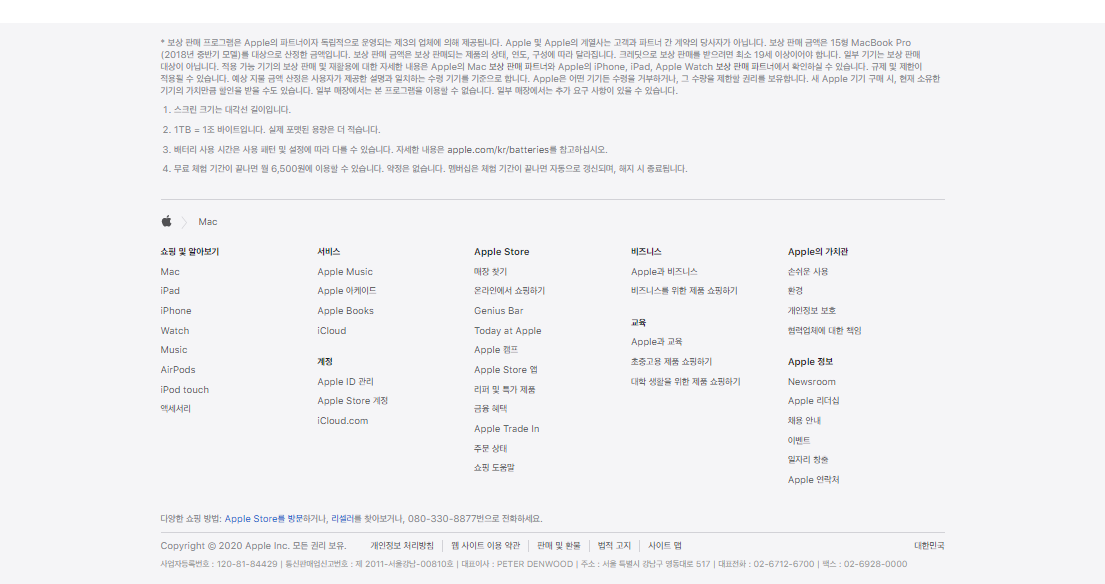 * 보상 판매 프로그램은 Apple의 파트너이자 독립적으로 운영되는 제3의 업체에 의해 제공됩니다. Apple 및 Apple의 계열사는 고객과 파트너 간 계약의 당사자가 아닙니다. 보상 판매 금액은 15형 MacBook Pro
(2018년 중반기 모델)를 대상으로 산정한 금액입니다. 보상 판매 금액은 보상 판매되는 제품의 상태, 연도, 구성에 따라 달라집니다. 크레딧으로 보상 판매를 받으려면 최소 19세 이상이어야 합니다. 일부 기기는 보상 판매
대상이 아닙니다. 적용 가능 기기의 보상 판매 및 재활용에 대한 자세한 내용은 Apple의 Mac 보상 판매 파트너와 Apple의 iPhone, iPad, Apple Watch 보상 판매 파트너에서 확인하실 수 있습니다. 규제 및 제한이
적용될 수 있습니다. 예상 지불 금액 산정은 사용자가 제공한 설명과 일치하는 수령 기기를 기준으로 합니다. Apple은 어떤 기기든 수령을 거부하거나, 그 수량을 제한할 권리를 보유합니다. 새 Apple 기기 구매 시, 현재 소유한
기기의 가치만큼 할인을 받을 수도 있습니다. 일부 매장에서는 본 프로그램을 이용할 수 없습니다. 일부 매장에서는 추가 요구 사항이 있을 수 있습니다.
1. 스크린 크기는 대각선 길이입니다.
2. 1TB = 1조 바이트입니다. 실제 포맷된 용량은 더 적습니다.
3. 배터리 사용 시간은 사용 패턴 및 설정에 따라 다를 수 있습니다. 자세한 내용은 apple.com/kr/batteries를 참고하십시오.
4. 무료 체험 기간이 끝나면 월 6,500원에 이용할 수 있습니다. 약정은 없습니다. 멤버십은 체험 기간이 끝나면 자동으로 갱신되며, 해지 시 종료됩니다.
Mac
쇼핑 및 알아보기
Mac
iPad
iPhone
Watch
Music
AirPods
iPod touch
액세서리
서비스
Apple Music
Apple 아케이드
Apple Books
iCloud
계정
Apple ID 관리
Apple Store 계정
iCloud.com
Apple Store
매장 찾기
온라인에서 쇼핑하기
Genius Bar
Today at Apple
Apple 캠프
Apple Store 앱
리퍼 및 특가 제품
금융 혜택
Apple Trade In
주문 상태
쇼핑 도움말
비즈니스
Apple과 비즈니스
비즈니스를 위한 제품 쇼핑하기
교육
Apple과 교육
초중고용 제품 쇼핑하기
대학 생활을 위한 제품 쇼핑하기
Apple의 가치관
손쉬운 사용
환경
개인정보 보호
협력업체에 대한 책임
Apple 정보
Newsroom
Apple 리더십
채용 안내
이벤트
일자리 창출
Apple 연락처
다양한 쇼핑 방법: Apple Store를 방문하거나, 리셀러를 찾아보거나, 080-330-8877번으로 전화하세요.
Copyright © 2020 Apple Inc. 모든 권리 보유. 개인정보 처리방침 | 웹 사이트 이용 약관 | 판매 및 환불 | 법적 고지 | 사이트 맵 대한민국
사업자등록번호 : 120-81-84429 | 통신판매업신고번호 : 제 2011-서울강남-00810호 | 대표이사 : PETER DENWOOD | 주소 : 서울 특별시 강남구 영동대로 517 | 대표전화 : 02-6712-6700 | 팩스 : 02-6928-0000